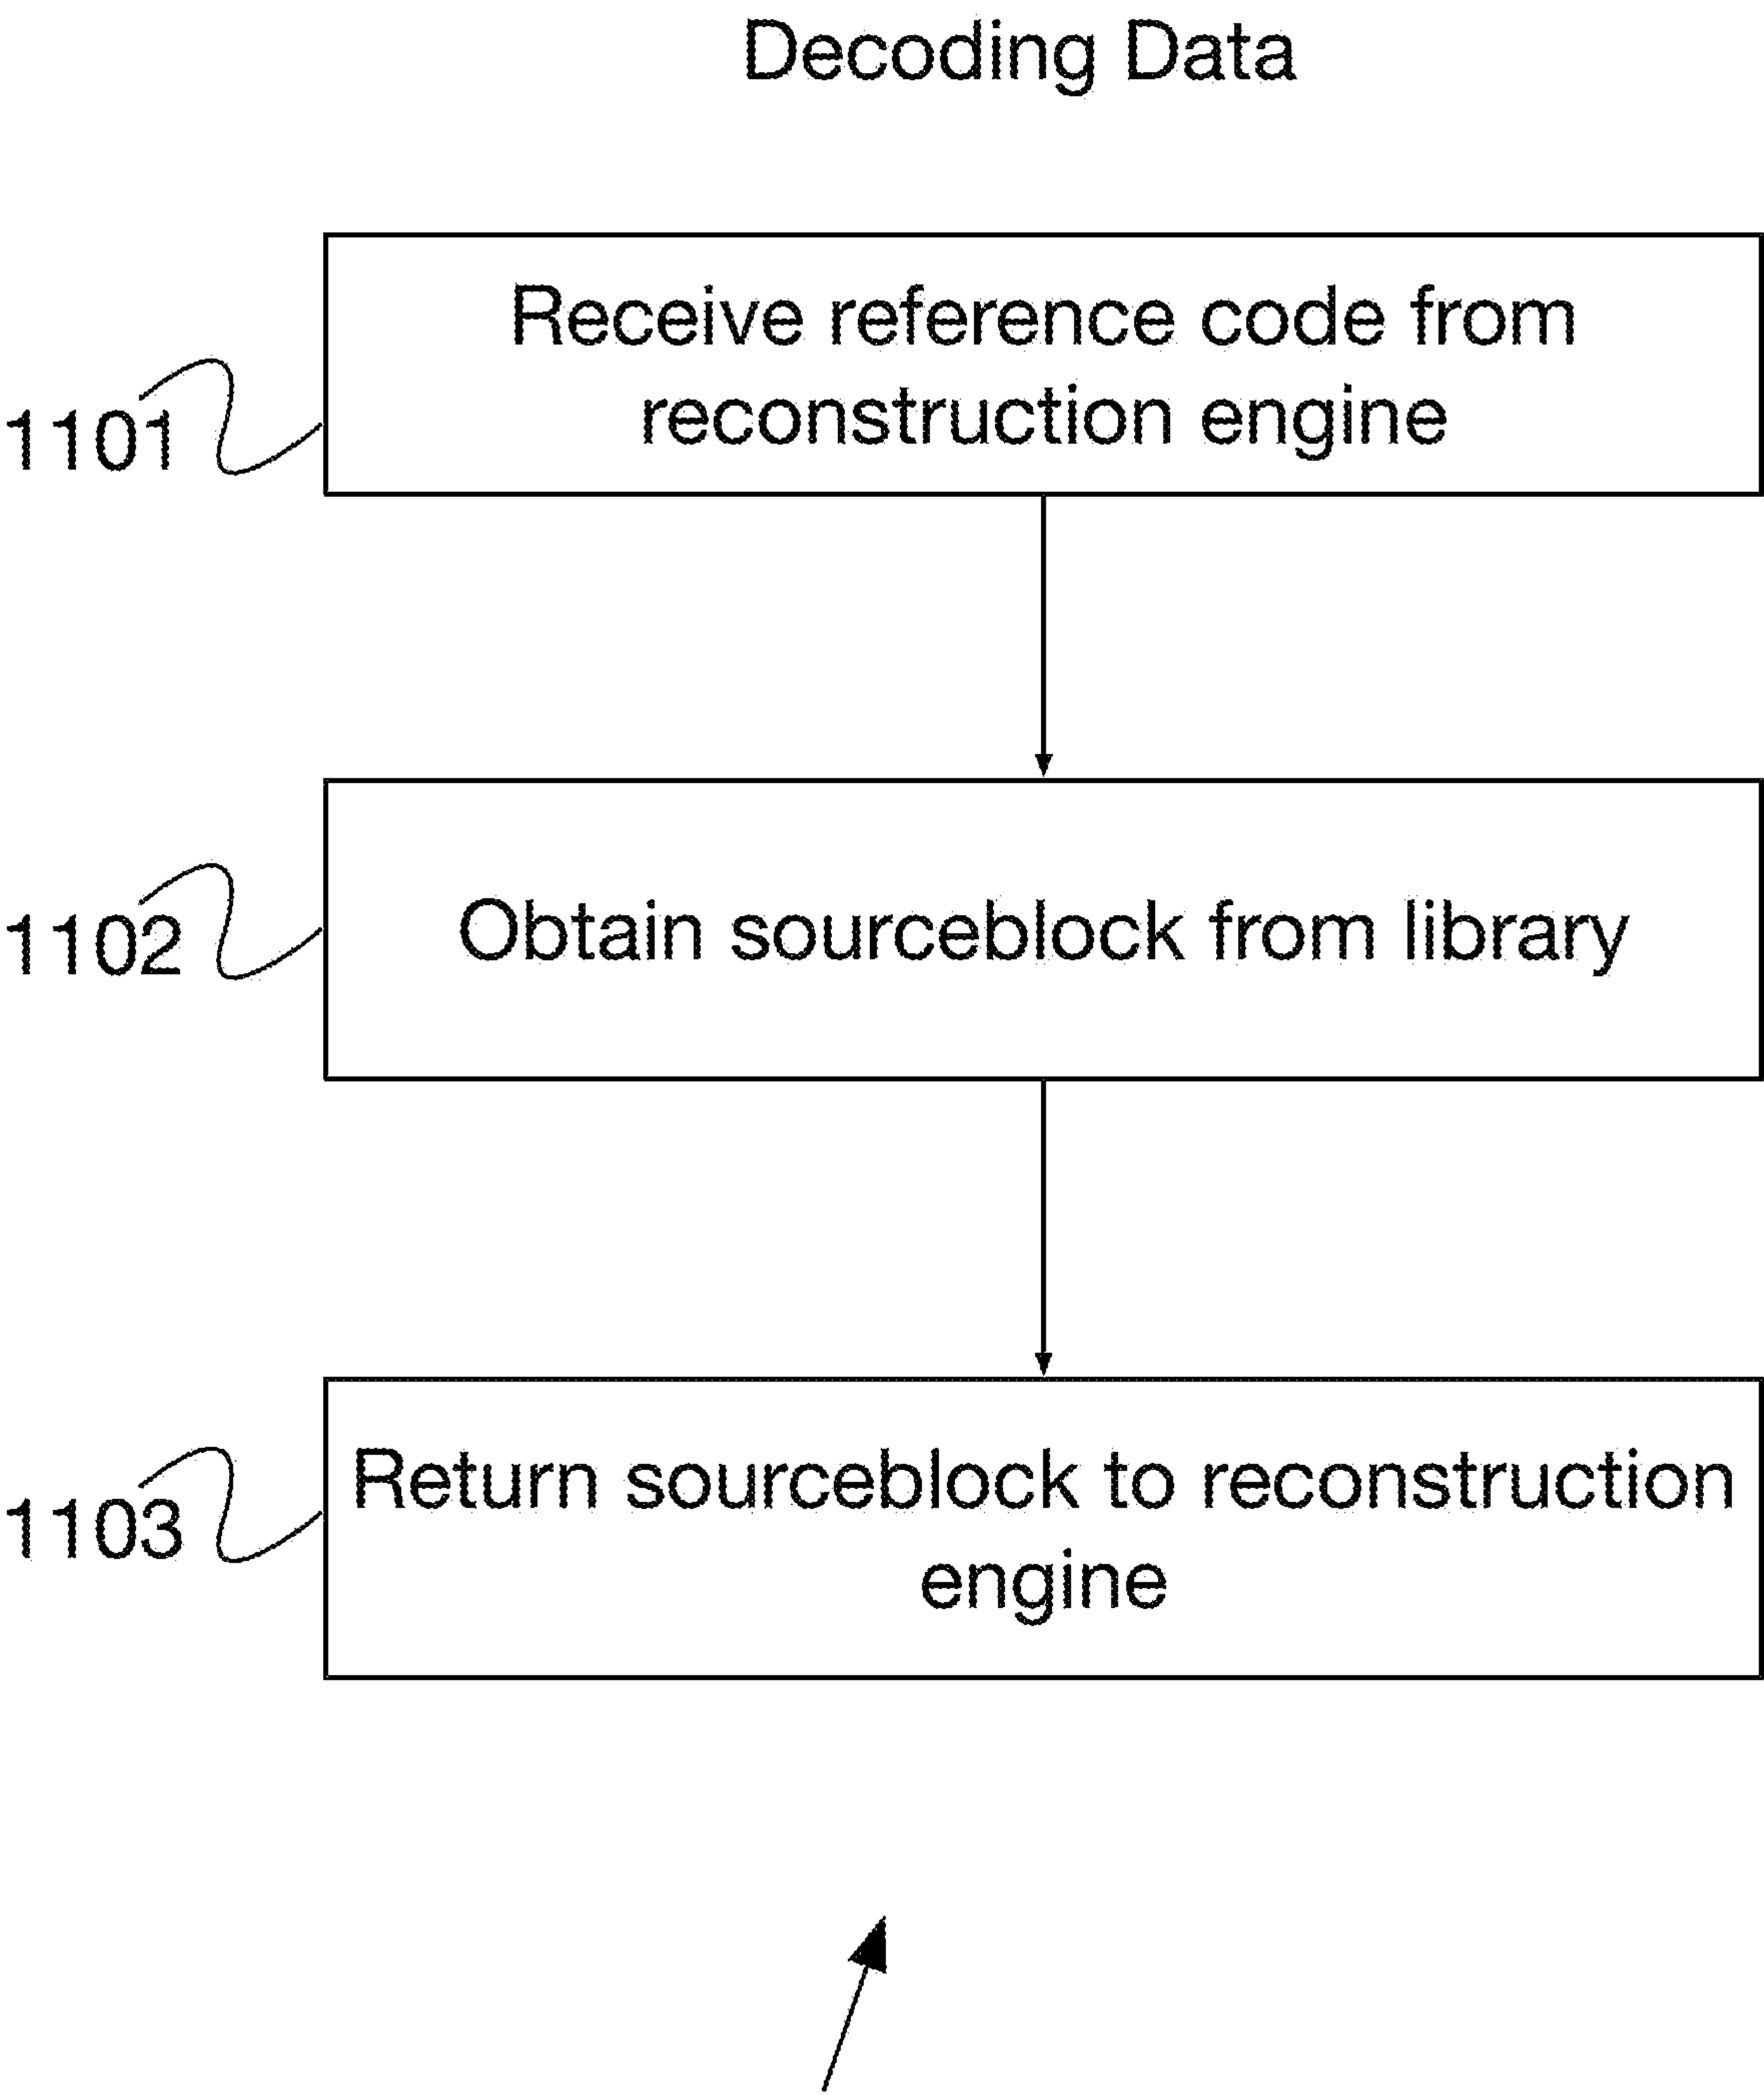 Decoding Data
Receive reference code from
reconstruction engine
1101
Obtain sourceblock from library
1102
Return sourceblock to reconstruction
engine
1103